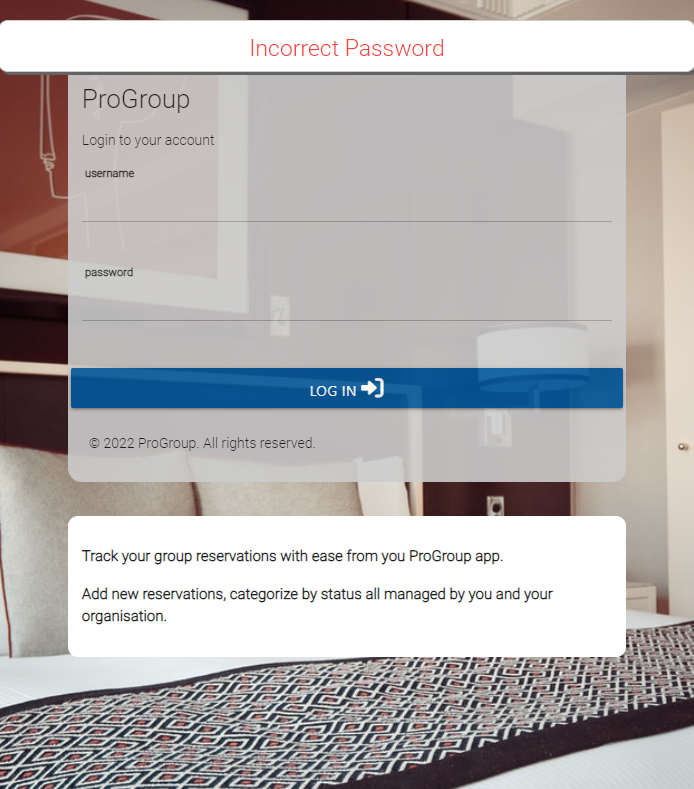 Incorrect Password
ProGroup
Login to your account
username
password
LOG IN
© 2022 ProGroup. All rights reserved.
Track your group reservations with ease from you ProGroup app.
Add new reservations, categorize by status all managed by you and your
organisation.